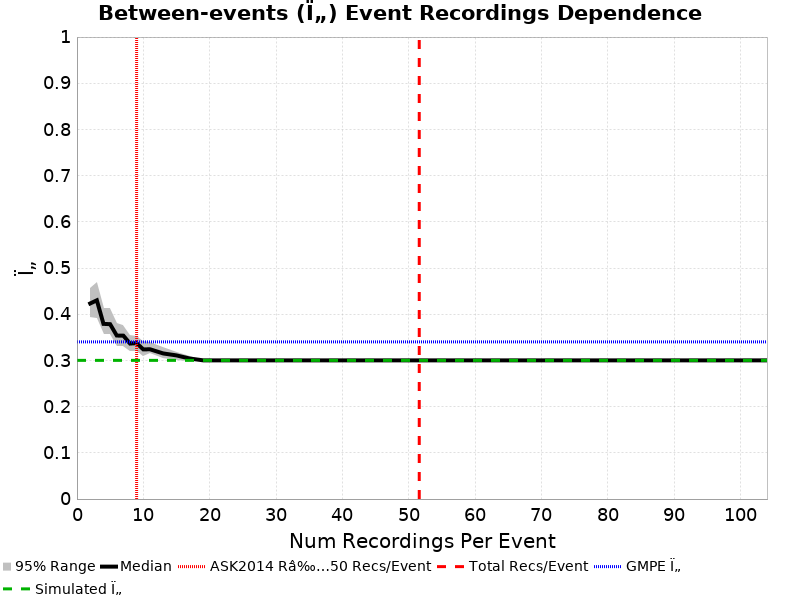 Between-events (Ï„) Event Recordings Dependence
1
0.9
0.8
0.7
0.6
0.5
0.4
0.3
0.2
0.1
0
Ï„
0 10 20 30 40 50 60 70 80 90 100
Num Recordings Per Event
95% Range Median ASK2014 Râ‰…50 Recs/Event Total Recs/Event GMPE Ï„
Simulated Ï„